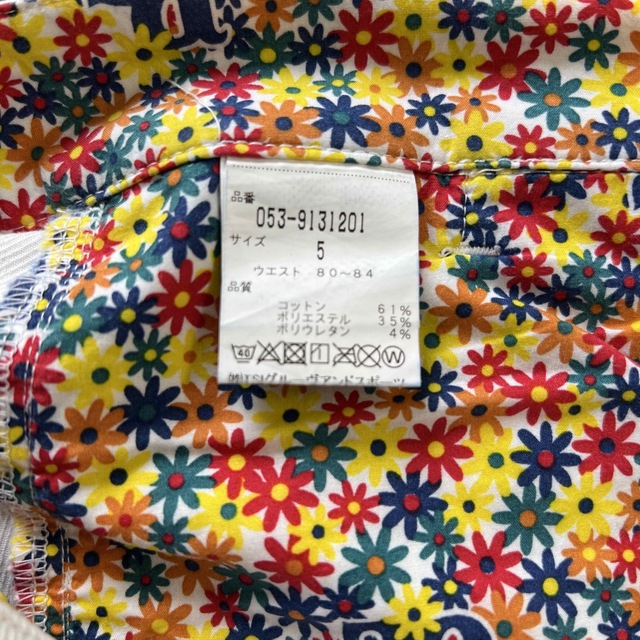 品番
053-9131201
サイズ
5
ウエスト 80～84
品質
コットン 61%
ポリエステル 35%
ポリウレタン 4%
40
㈱TSIグルーヴアンドスポーツ